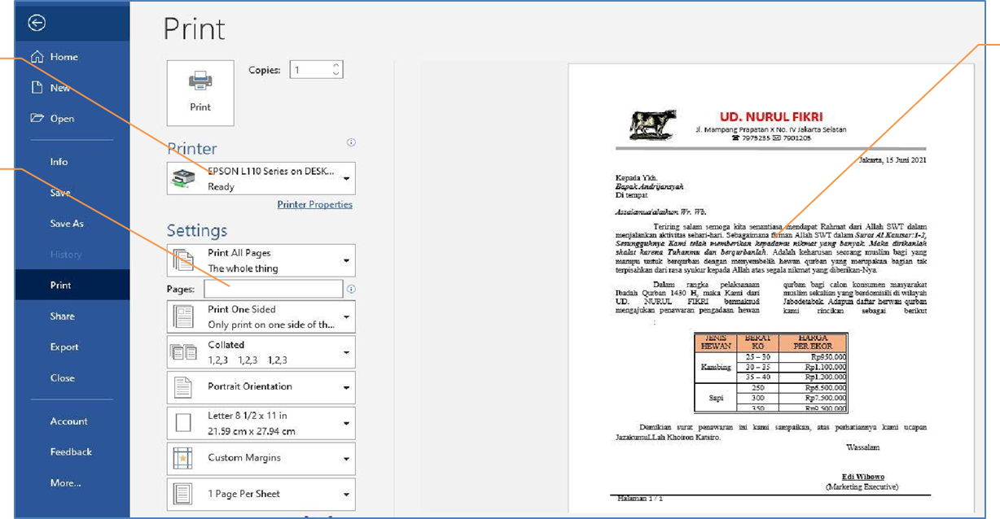 Print
Home
New
Open
Info
Save
Save As
History
Print
Share
Export
Close
Account
Feedback
More...
Print
Copies: 1
Printer
EPSON L110 Series on DESK...
Ready
Printer Properties
Settings
Print All Pages
The whole thing
Pages:
Print One Sided
Only print on one side of th...
Collated
1,2,3 1,2,3 1,2,3
Portrait Orientation
Letter 8 1/2 x 11 in
21.59 cm x 27.94 cm
Custom Margins
1 Page Per Sheet
UD. NURUL FIKRI
Jl. Mampang Prapatan X No. IV Jakarta Selatan
☎ 7975235 ✉ 7901205
Jakarta, 15 Juni 2021
Kepada Ykh.
Bapak Andrijansyah
Di tempat
Assalamua'alaikum Wr. Wb.
Teriring salam semoga kita senantiasa mendapat Rahmat dari Allah SWT dalam
menjalankan aktivitas sehari-hari. Sebagaimana firman Allah SWT dalam Surat Al Kautsar:1-2,
Sesungguhnya Kami telah memberikan kepadamu nikmat yang banyak. Maka dirikanlah
shalat karena Tuhanmu dan berqurbanlah. Adalah keharusan seorang muslim bagi yang
mampu untuk berqurban dengan menyembelih hewan qurban yang merupakan bagian tak
terpisahkan dari rasa syukur kepada Allah atas segala nikmat yang diberikan-Nya.
Dalam rangka pelaksanaan
Ibadah Qurban 1430 H, maka Kami dari
UD. NURUL FIKRI bermaksud
mengajukan penawaran pengadaan hewan
qurban bagi calon konsumen masyarakat
muslim sekalian yang berdomisili di wilayah
Jabodetabek. Adapun daftar herwan qurban
kami rincikan sebagai berikut
:
JENIS HEWAN BERAT KG HARGA PER EKOR
Kambing 25 – 30 Rp950.000
30 – 35 Rp1.100.000
35 – 40 Rp1.200.000
Sapi 250 Rp6.500.000
300 Rp7.500.000
350 Rp9.500.000
Demikian surat penawaran ini kami sampaikan, atas perhatiannya kami ucapan
JazakumuLLah Khoiron Katsiro.
Wassalam
Edi Wibowo
(Marketing Executive)
Halaman 1 / 1